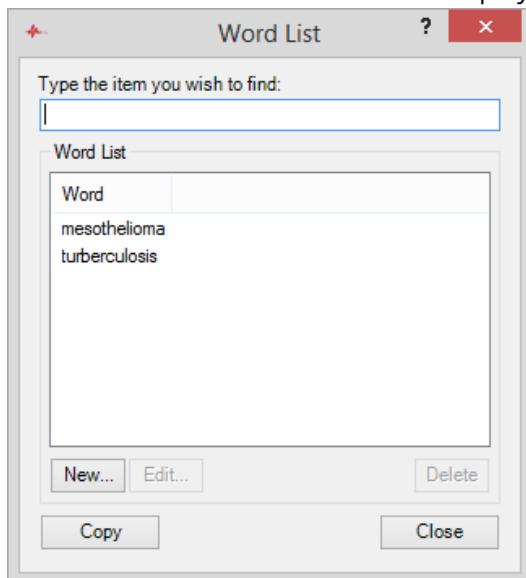 Word List ?
Type the item you wish to find:
Word List
Word
mesothelioma
turberculosis
New... Edit... Delete
Copy Close